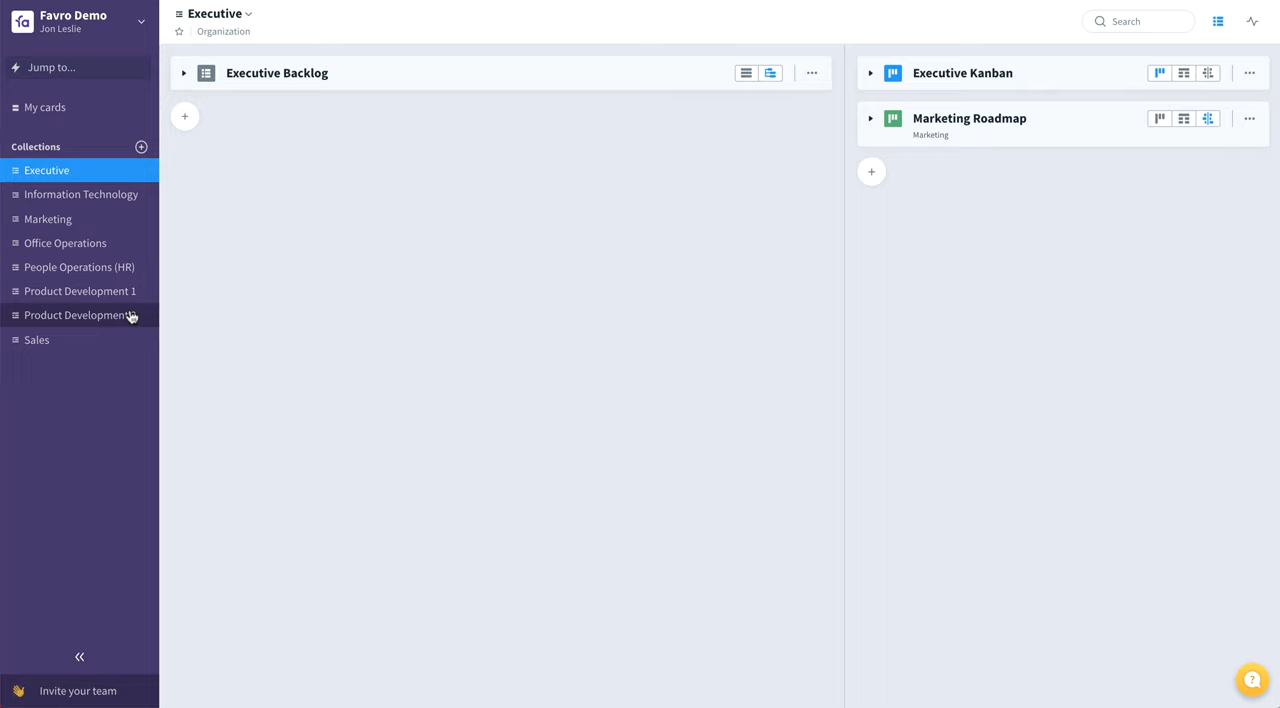 Favro Demo
Jon Leslie
Jump to...
My cards
Collections
Executive
Information Technology
Marketing
Office Operations
People Operations (HR)
Product Development 1
Product Development
Sales
Invite your team
Executive
Organization
Search
Executive Backlog
Executive Kanban
Marketing Roadmap
Marketing